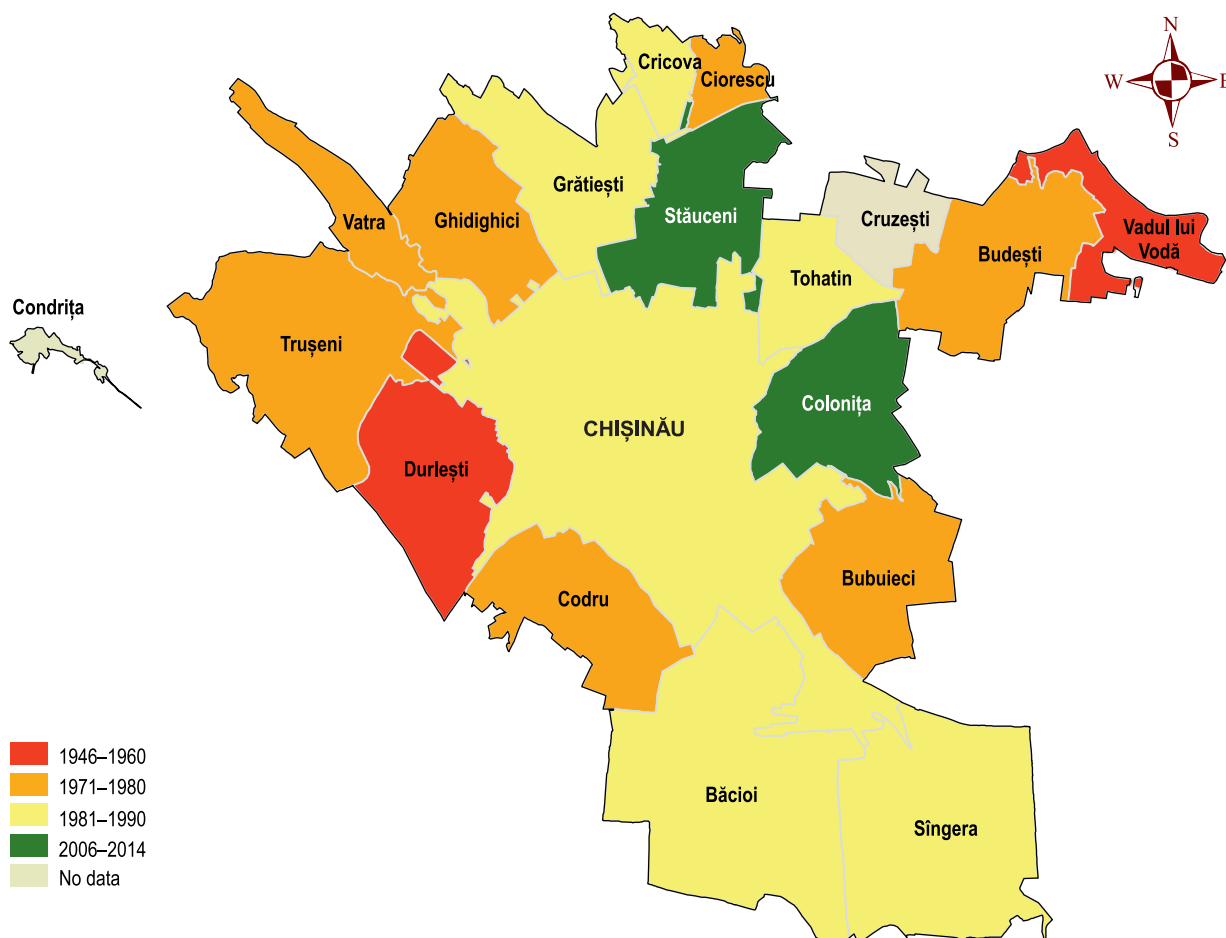 N
W
E
S
Cricova
Ciorescu
Grătiești
Stăuceni
Vatra
Ghidighici
Cruzești
Vadul lui
Vodă
Budești
Tohatin
Condrița
Trușeni
Colonița
CHIȘINĂU
Durlești
Bubuieci
Codru
Băcioi
Sîngera
1946–1960
1971–1980
1981–1990
2006–2014
No data